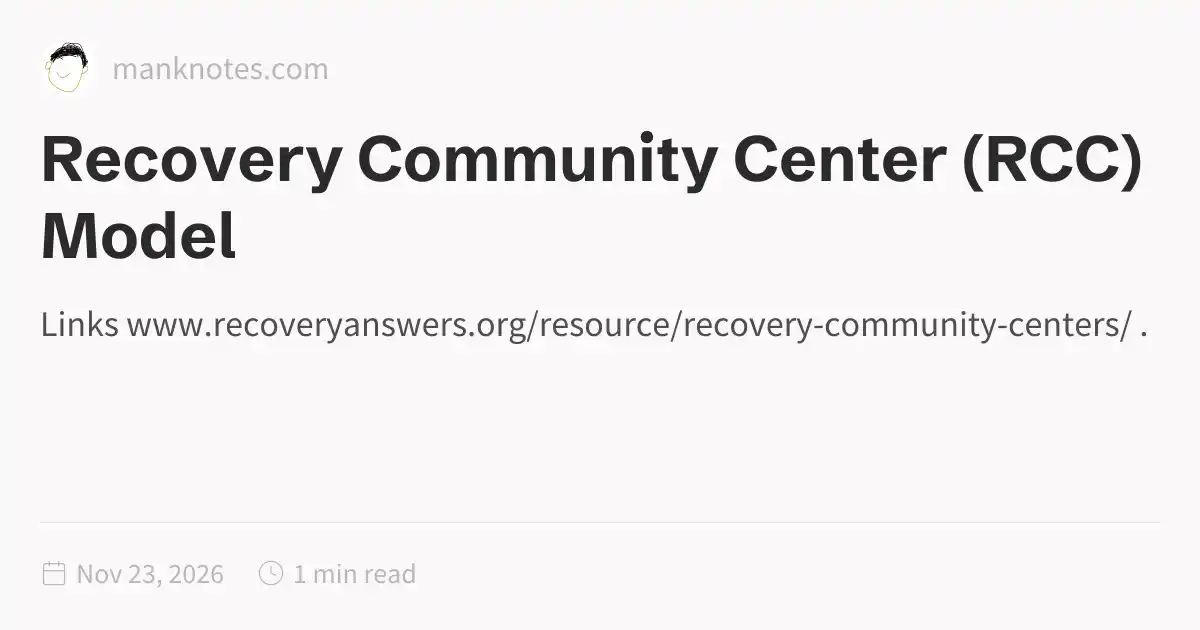 manknotes.com
Recovery Community Center (RCC)
Model
Links www.recoveryanswers.org/resource/recovery-community-centers/ .
Nov 23, 2026 1 min read